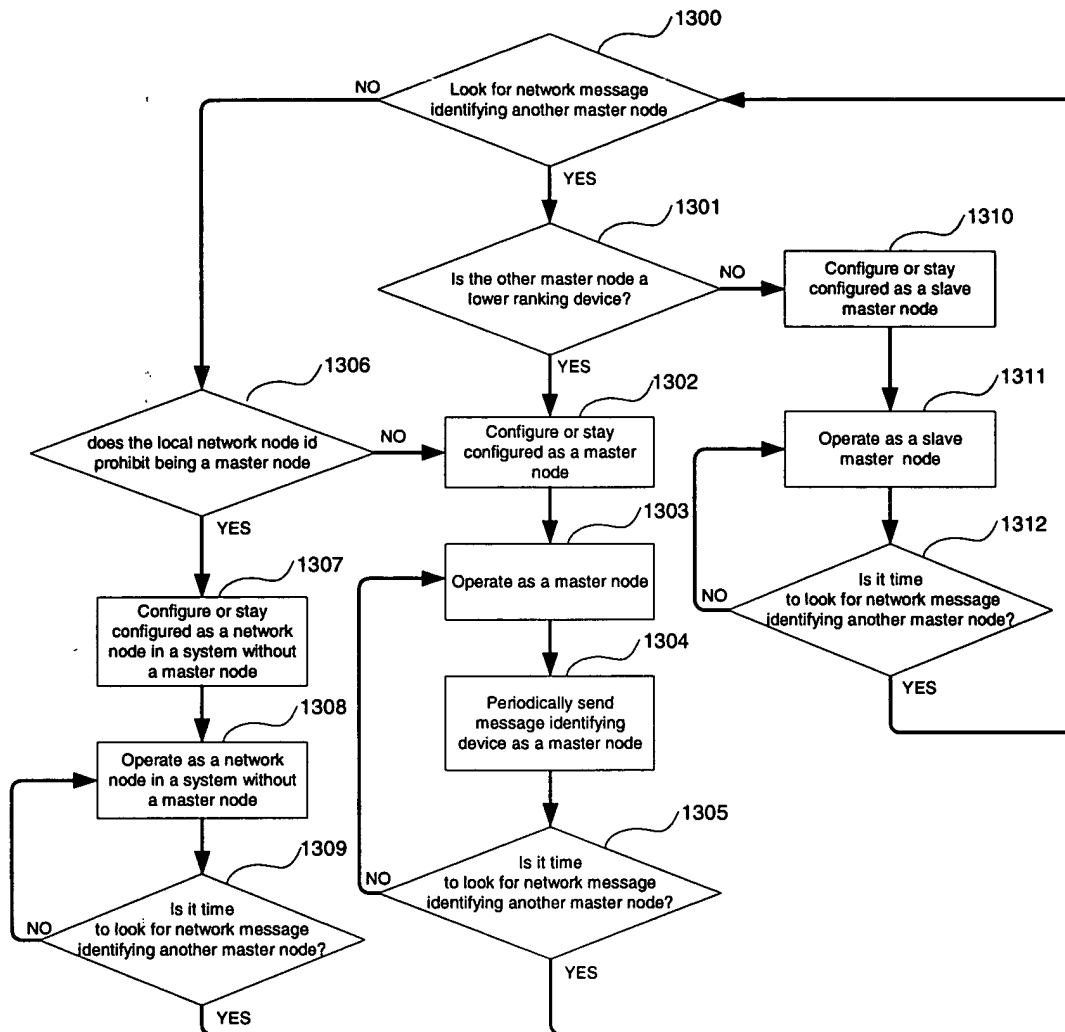 1300
Look for network message
identifying another master node
NO
YES
1301
Is the other master node a
lower ranking device?
NO
YES
1310
Configure or stay
configured as a slave
master node
1306
does the local network node id
prohibit being a master node
NO
YES
1302
Configure or stay
configured as a master
node
1311
Operate as a slave
master node
1303
Operate as a master node
1312
Is it time
to look for network message
identifying another master node?
NO
YES
1307
Configure or stay
configured as a network
node in a system without
a master node
1304
Periodically send
message identifying
device as a master node
1308
Operate as a network
node in a system without
a master node
1305
Is it time
to look for network message
identifying another master node?
NO
YES
1309
Is it time
to look for network message
identifying another master node?
NO
YES